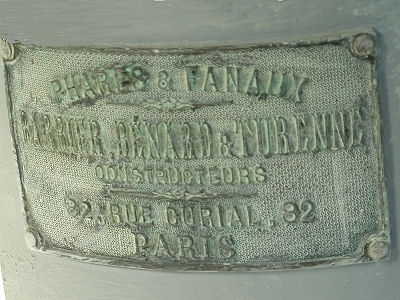 PHARES & FANAUX
BARBIER, BÉNARD & TURENNE
CONSTRUCTEURS
82, RUE CURIAL, 82
PARIS